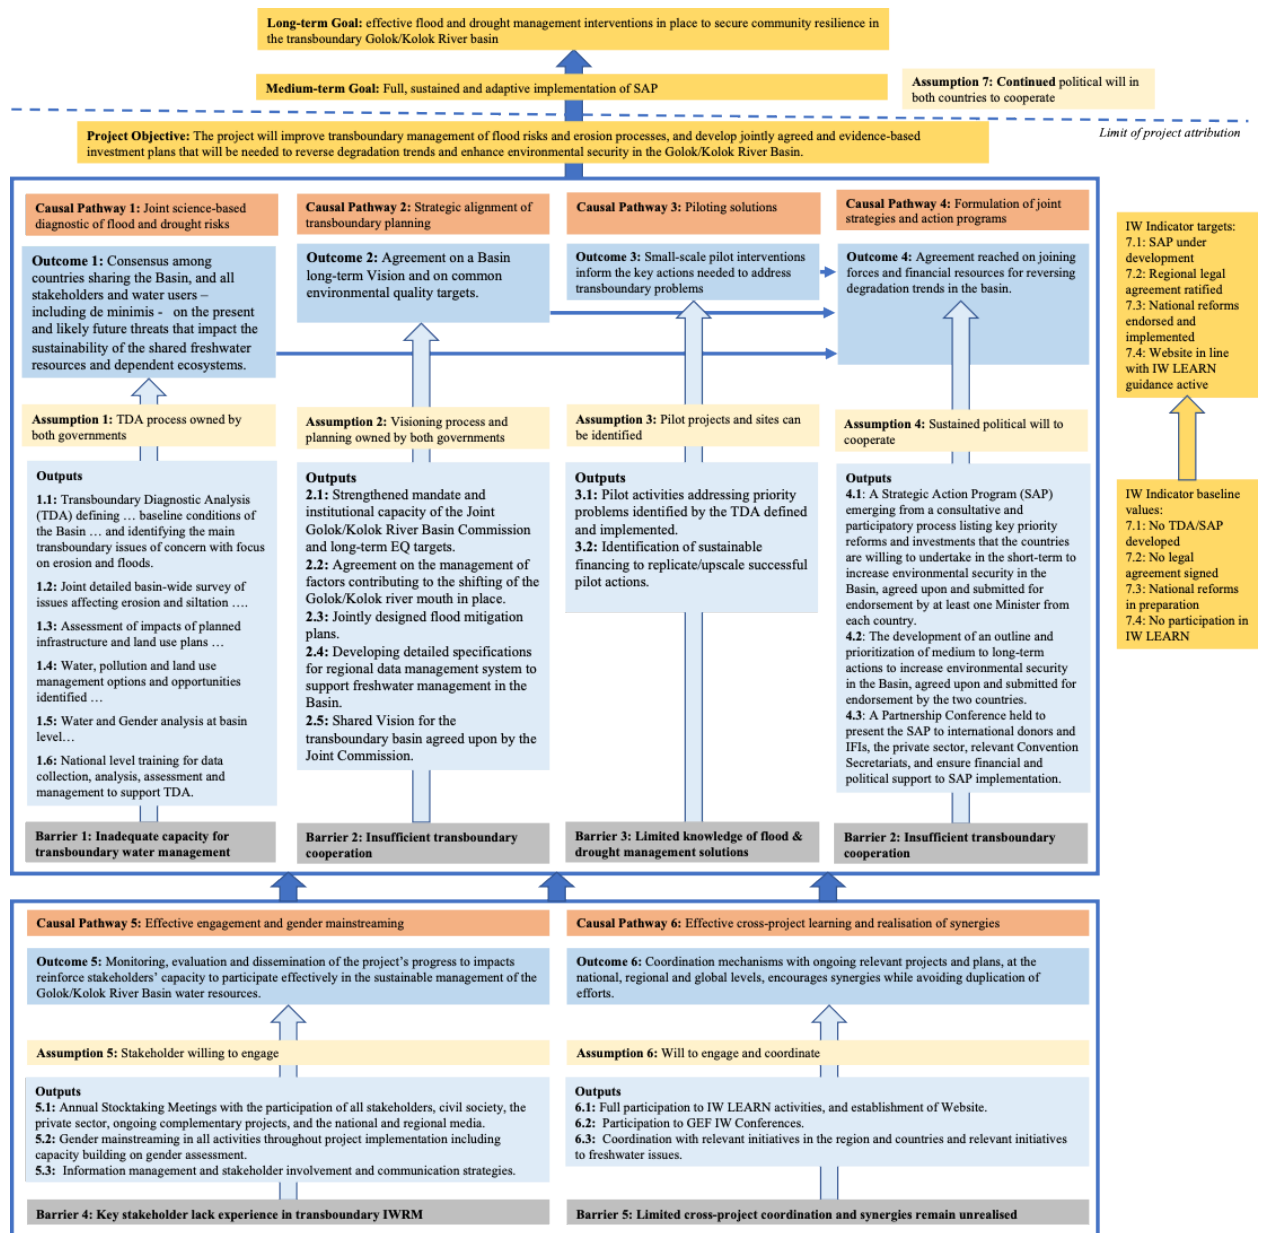 Long-term Goal: effective flood and drought management interventions in place to secure community resilience in
the transboundary Golok/Kolok River basin
Medium-term Goal: Full, sustained and adaptive implementation of SAP
Assumption 7: Continued political will in
both countries to cooperate
Limit of project attribution
Project Objective: The project will improve transboundary management of flood risks and erosion processes, and develop jointly agreed and evidence-based
investment plans that will be needed to reverse degradation trends and enhance environmental security in the Golok/Kolok River Basin.
Causal Pathway 1: Joint science-based
diagnostic of flood and drought risks
Outcome 1: Consensus among
countries sharing the Basin, and all
stakeholders and water users –
including de minimis - on the present
and likely future threats that impact the
sustainability of the shared freshwater
resources and dependent ecosystems.
Assumption 1: TDA process owned by
both governments
Outputs
1.1: Transboundary Diagnostic Analysis
(TDA) defining … baseline conditions of
the Basin … and identifying the main
transboundary issues of concern with focus
on erosion and floods.
1.2: Joint detailed basin-wide survey of
issues affecting erosion and siltation ….
1.3: Assessment of impacts of planned
infrastructure and land use plans …
1.4: Water, pollution and land use
management options and opportunities
identified …
1.5: Water and Gender analysis at basin
level…
1.6: National level training for data
collection, analysis, assessment and
management to support TDA.
Barrier 1: Inadequate capacity for
transboundary water management
Causal Pathway 2: Strategic alignment of
transboundary planning
Outcome 2: Agreement on a Basin
long-term Vision and on common
environmental quality targets.
Assumption 2: Visioning process and
planning owned by both governments
Outputs
2.1: Strengthened mandate and
institutional capacity of the Joint
Golok/Kolok River Basin Commission
and long-term EQ targets.
2.2: Agreement on the management of
factors contributing to the shifting of the
Golok/Kolok river mouth in place.
2.3: Jointly designed flood mitigation
plans.
2.4: Developing detailed specifications
for regional data management system to
support freshwater management in the
Basin.
2.5: Shared Vision for the
transboundary basin agreed upon by the
Joint Commission.
Barrier 2: Insufficient transboundary
cooperation
Causal Pathway 3: Piloting solutions
Outcome 3: Small-scale pilot interventions
inform the key actions needed to address
transboundary problems
Assumption 3: Pilot projects and sites can
be identified
Outputs
3.1: Pilot activities addressing priority
problems identified by the TDA defined
and implemented.
3.2: Identification of sustainable
financing to replicate/upscale successful
pilot actions.
Barrier 3: Limited knowledge of flood &
drought management solutions
Causal Pathway 4: Formulation of joint
strategies and action programs
Outcome 4: Agreement reached on joining
forces and financial resources for reversing
degradation trends in the basin.
Assumption 4: Sustained political will to
cooperate
Outputs
4.1: A Strategic Action Program (SAP)
emerging from a consultative and
participatory process listing key priority
reforms and investments that the countries
are willing to undertake in the short-term to
increase environmental security in the
Basin, agreed upon and submitted for
endorsement by at least one Minister from
each country.
4.2: The development of an outline and
prioritization of medium to long-term
actions to increase environmental security
in the Basin, agreed upon and submitted for
endorsement by the two countries.
4.3: A Partnership Conference held to
present the SAP to international donors and
IFIs, the private sector, relevant Convention
Secretariats, and ensure financial and
political support to SAP implementation.
Barrier 2: Insufficient transboundary
cooperation
IW Indicator targets:
7.1: SAP under
development
7.2: Regional legal
agreement ratified
7.3: National reforms
endorsed and
implemented
7.4: Website in line
with IW LEARN
guidance active
IW Indicator baseline
values:
7.1: No TDA/SAP
developed
7.2: No legal
agreement signed
7.3: National reforms
in preparation
7.4: No participation in
IW LEARN
Causal Pathway 5: Effective engagement and gender mainstreaming
Outcome 5: Monitoring, evaluation and dissemination of the project's progress to impacts
reinforce stakeholders' capacity to participate effectively in the sustainable management of the
Golok/Kolok River Basin water resources.
Assumption 5: Stakeholder willing to engage
Outputs
5.1: Annual Stocktaking Meetings with the participation of all stakeholders, civil society, the
private sector, ongoing complementary projects, and the national and regional media.
5.2: Gender mainstreaming in all activities throughout project implementation including
capacity building on gender assessment.
5.3: Information management and stakeholder involvement and communication strategies.
Barrier 4: Key stakeholder lack experience in transboundary IWRM
Causal Pathway 6: Effective cross-project learning and realisation of synergies
Outcome 6: Coordination mechanisms with ongoing relevant projects and plans, at the
national, regional and global levels, encourages synergies while avoiding duplication of
efforts.
Assumption 6: Will to engage and coordinate
Outputs
6.1: Full participation to IW LEARN activities, and establishment of Website.
6.2: Participation to GEF IW Conferences.
6.3: Coordination with relevant initiatives in the region and countries and relevant initiatives
to freshwater issues.
Barrier 5: Limited cross-project coordination and synergies remain unrealised